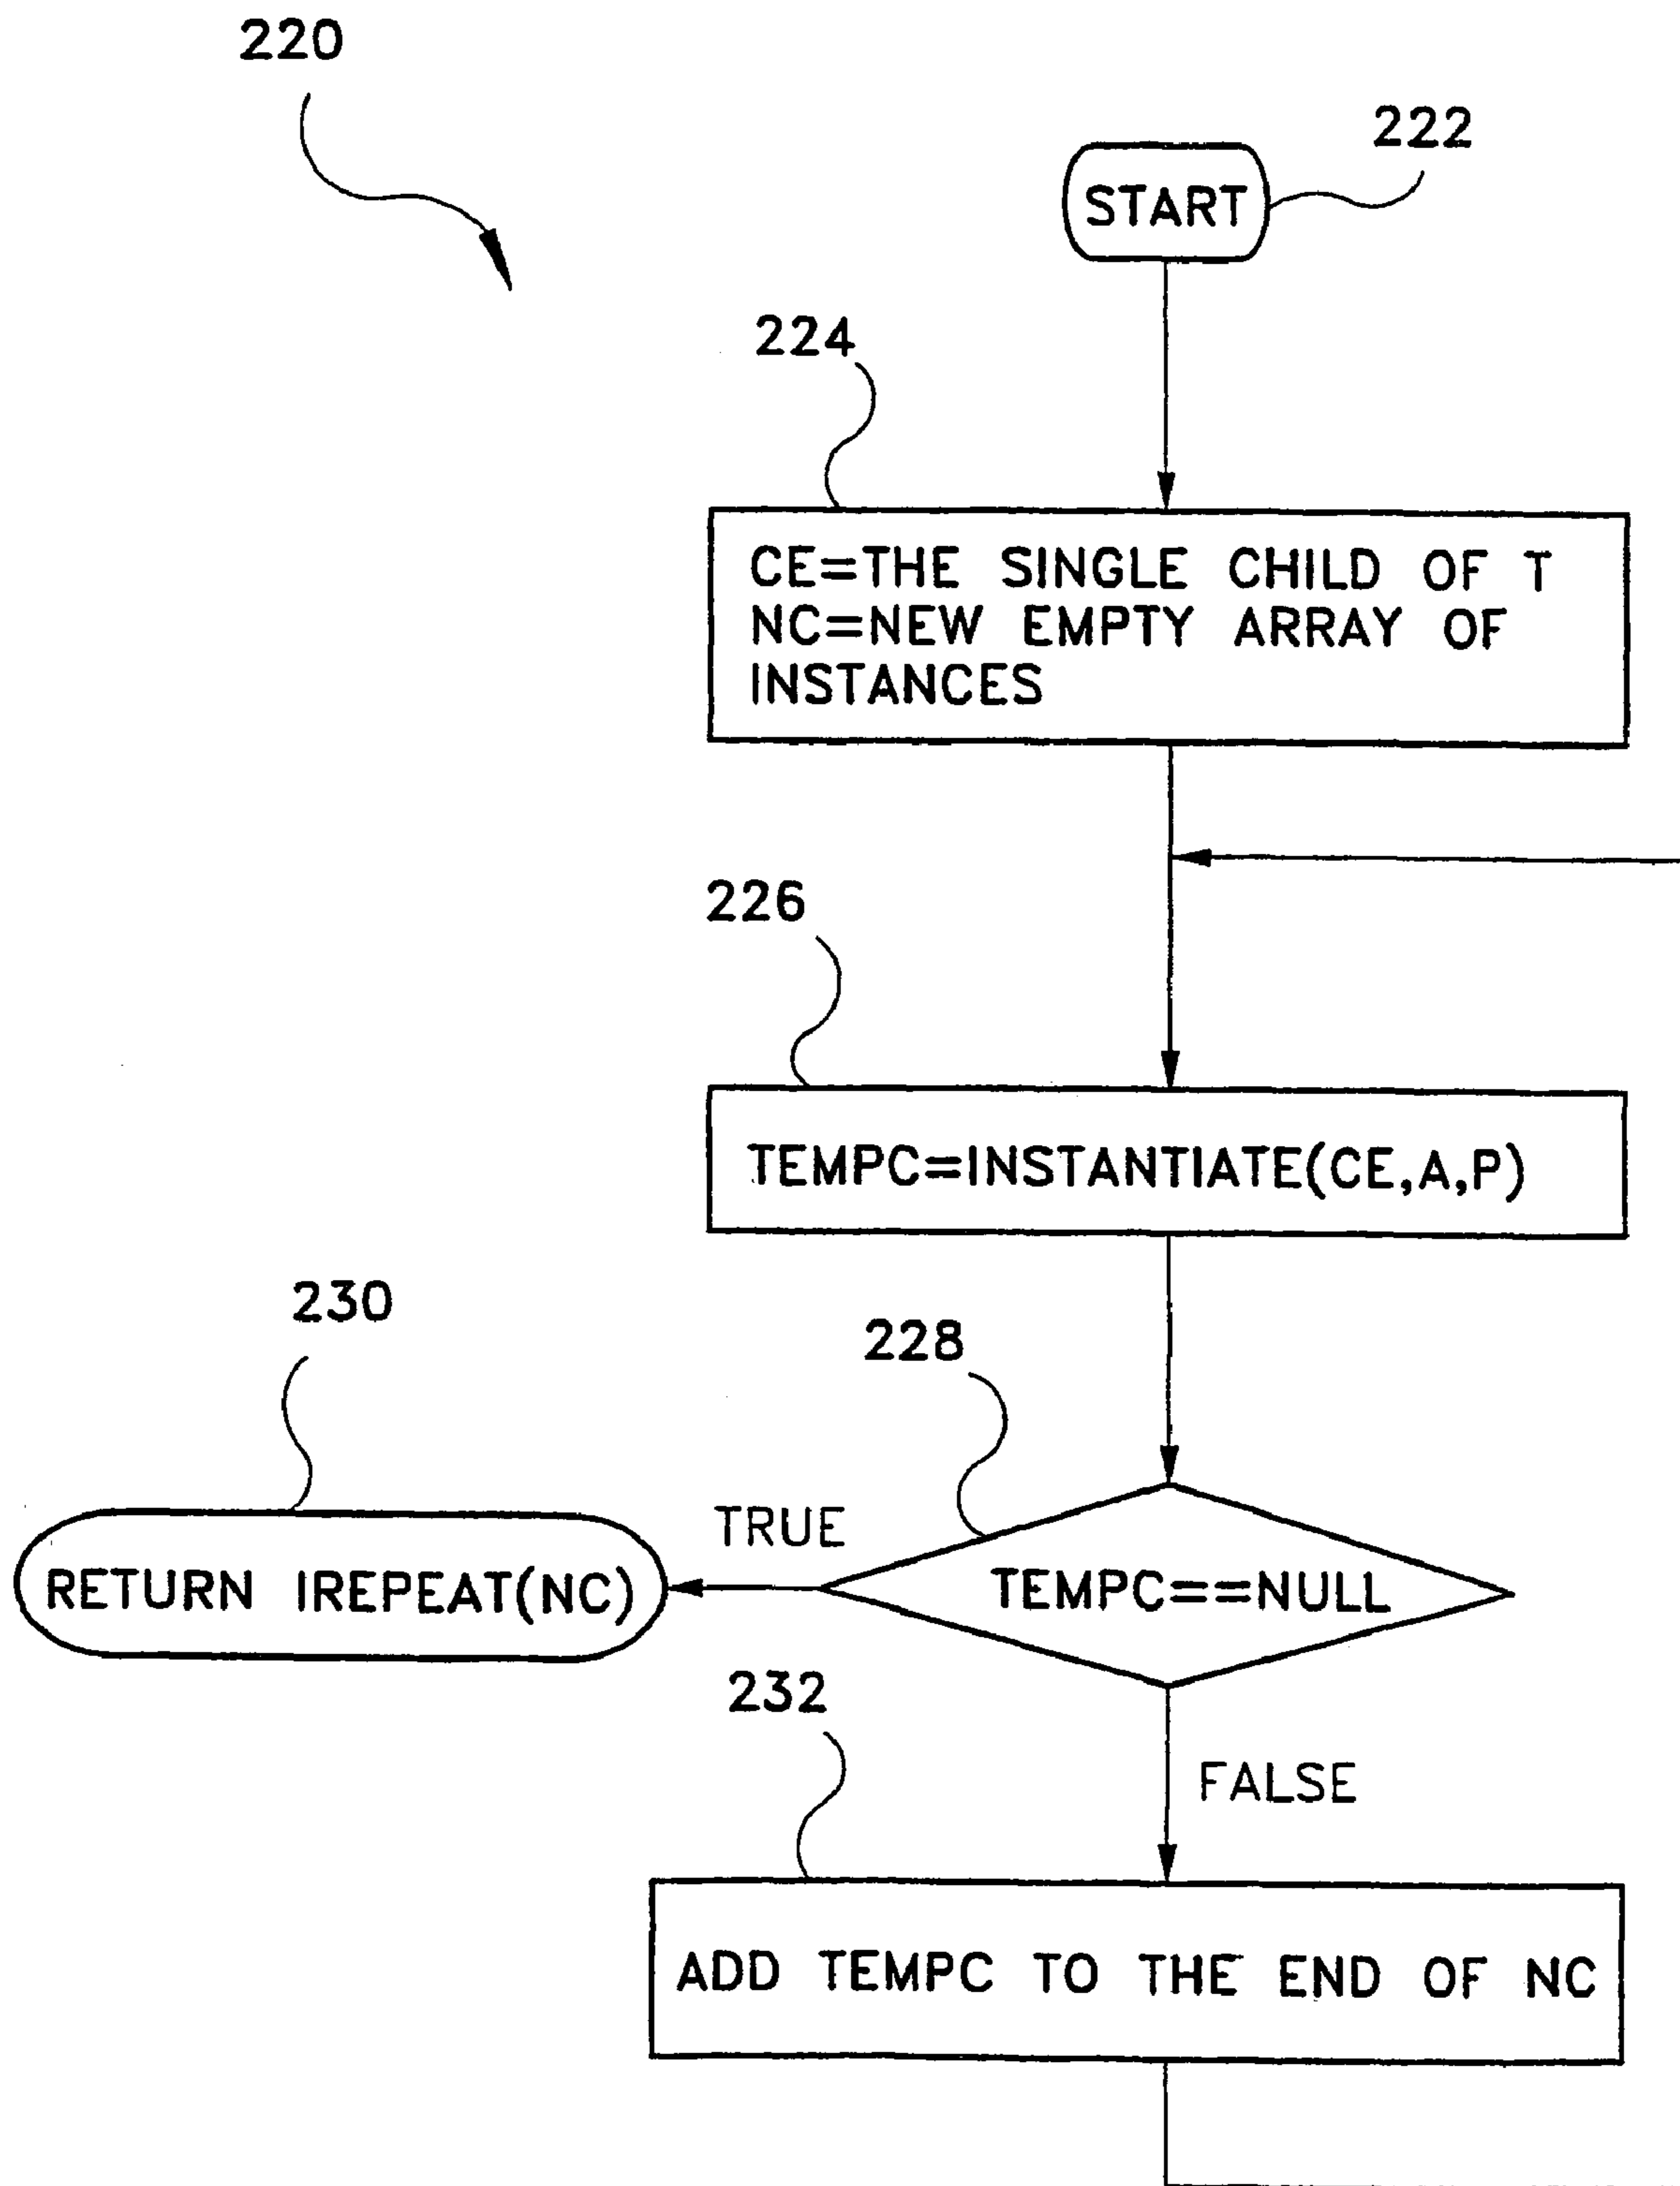 220
222
START
224
CE=THE SINGLE CHILD OF T
NC=NEW EMPTY ARRAY OF
INSTANCES
226
TEMPC=INSTANTIATE(CE,A,P)
230
228
TRUE
RETURN IREPEAT(NC)
TEMPC==NULL
232
FALSE
ADD TEMPC TO THE END OF NC